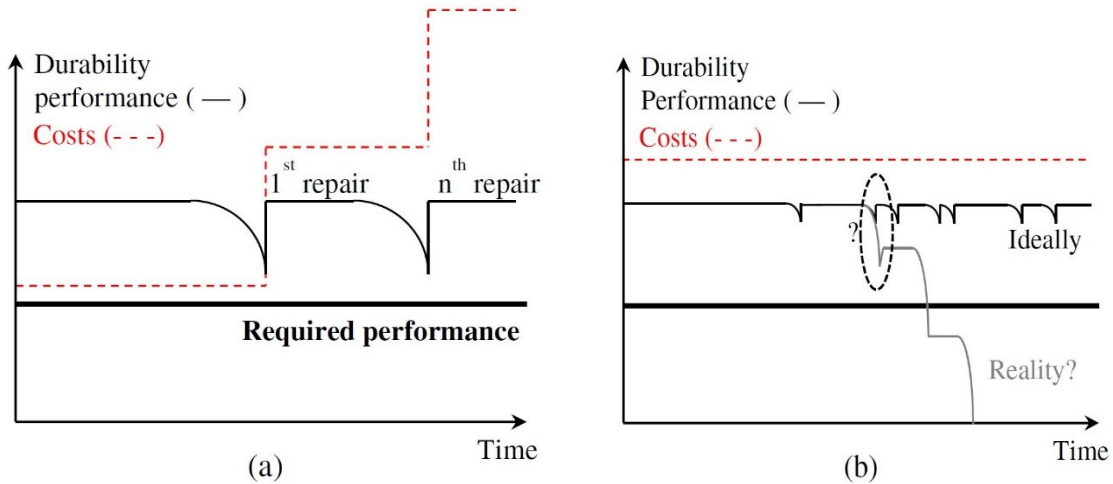 Durability
performance ( — )
Costs (- - -)
1st repair
nth repair
Required performance
Time
(a)
Durability
Performance ( — )
Costs (- - -)
?
Ideally
Reality?
Time
(b)